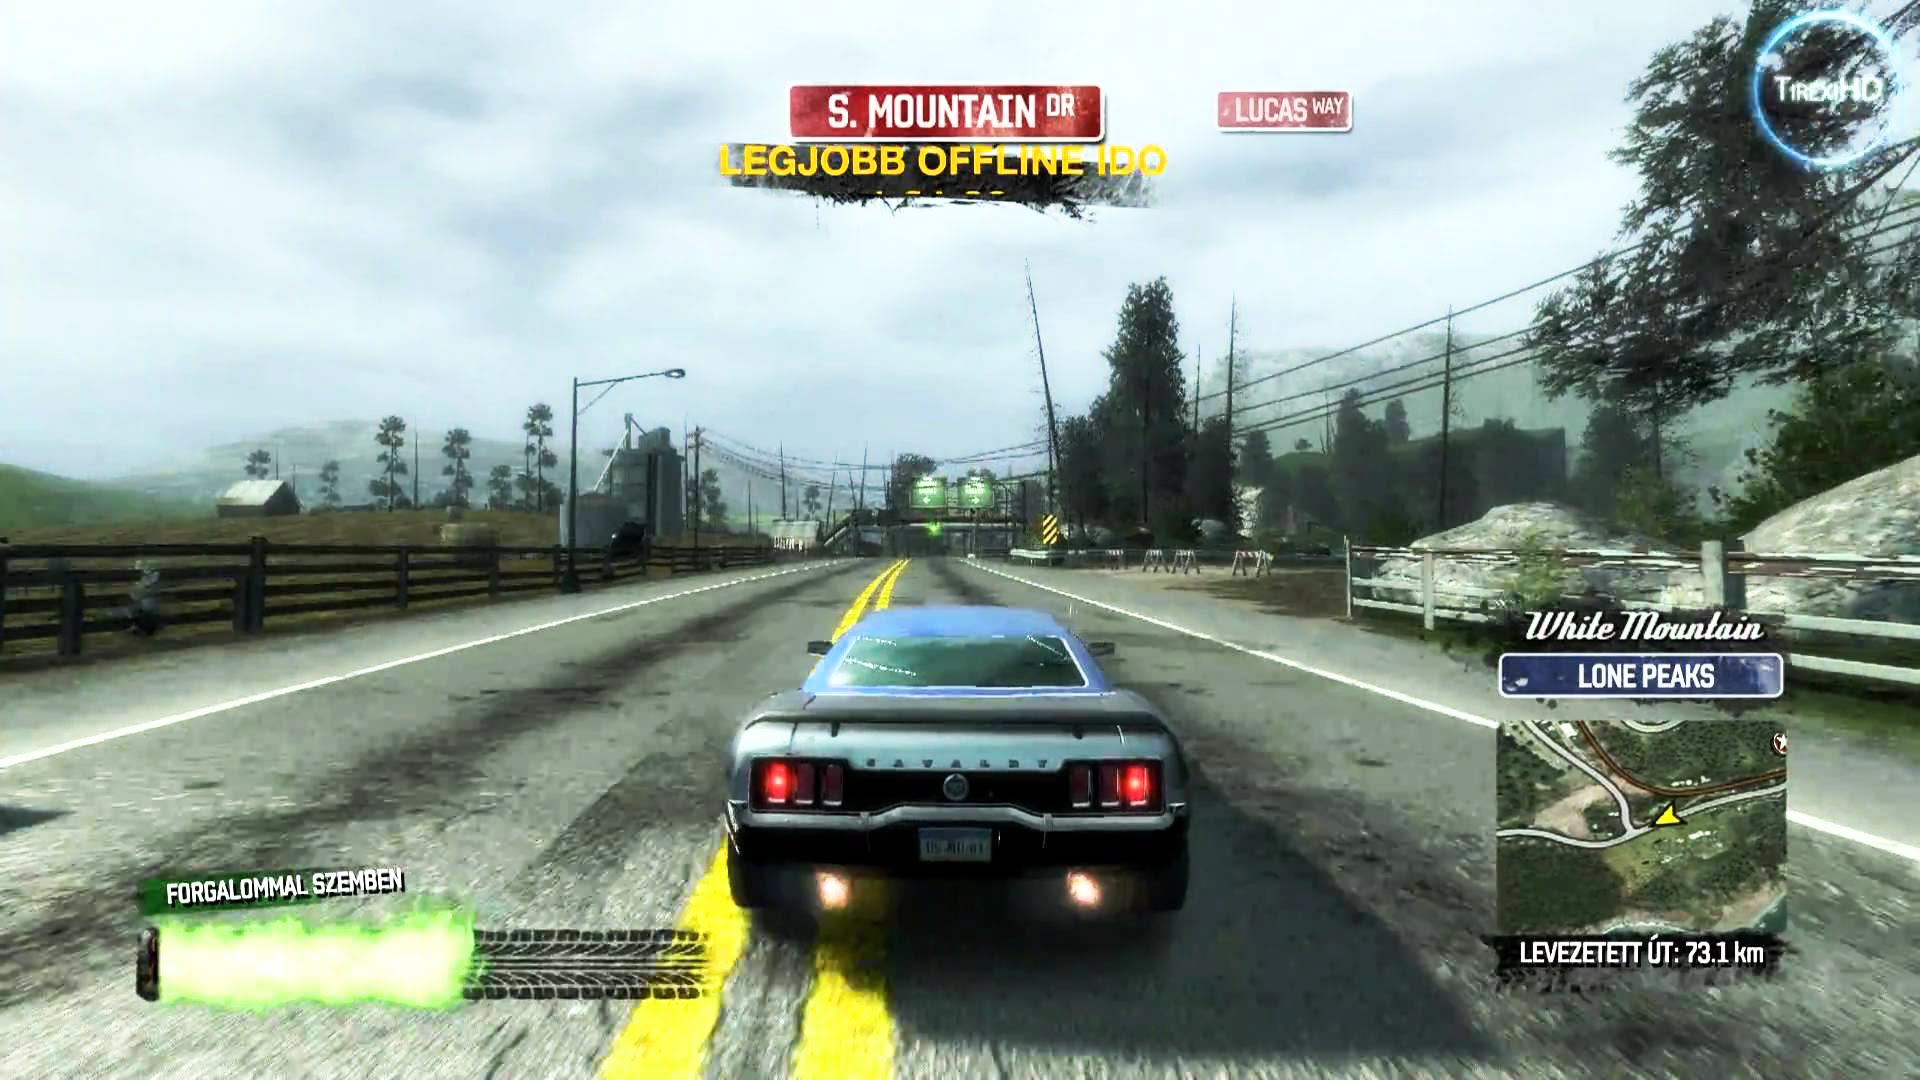 S. MOUNTAIN DR
LUCAS WAY
TIREXHD
LEGJOBB OFFLINE IDO
White Mountain
LONE PEAKS
CAVALRY
FORGALOMMAL SZEMBEN
LEVEZETETT ÚT: 73.1 km